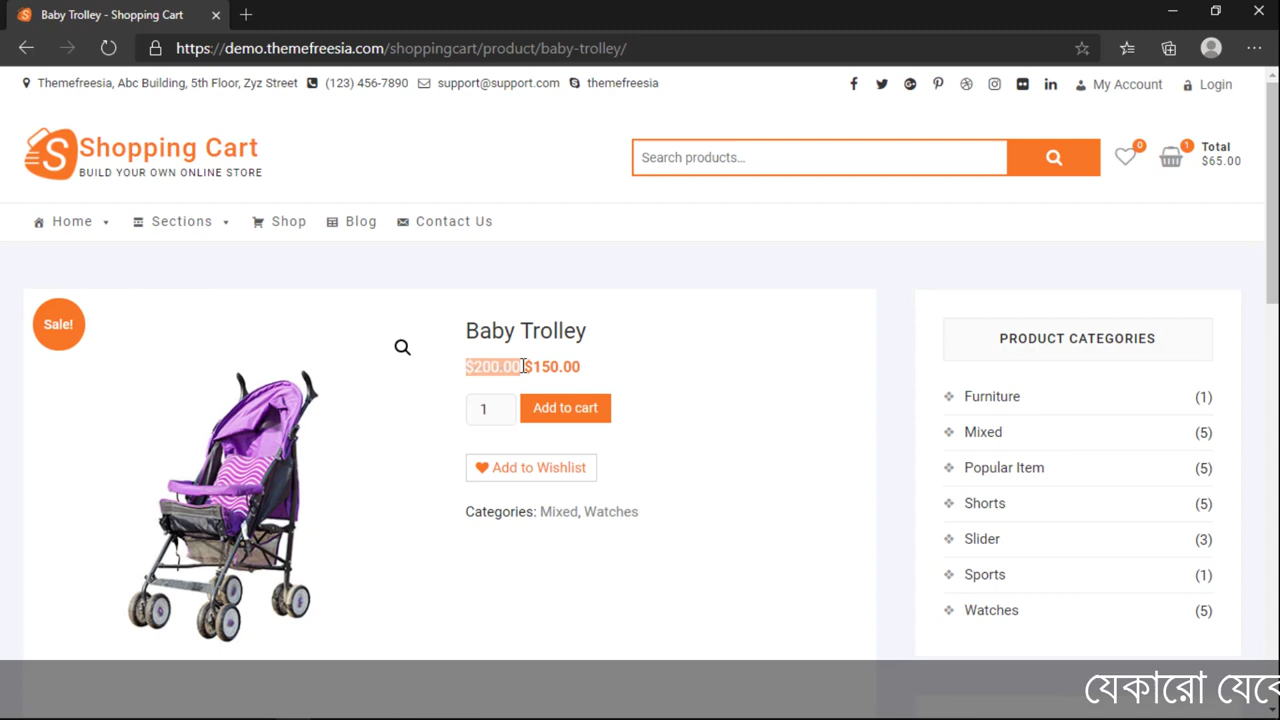 Baby Trolley - Shopping Cart
https://demo.themefreesia.com/shoppingcart/product/baby-trolley/
Themefreesia, Abc Building, 5th Floor, Zyz Street (123) 456-7890 support@support.com themefreesia My Account Login
Shopping Cart
BUILD YOUR OWN ONLINE STORE
Search products...
0
1
Total
$65.00
Home Sections Shop Blog Contact Us
Sale!
Baby Trolley
$200.00 $150.00
1 Add to cart
Add to Wishlist
Categories: Mixed, Watches
PRODUCT CATEGORIES
Furniture (1)
Mixed (5)
Popular Item (5)
Shorts (5)
Slider (3)
Sports (1)
Watches (5)
যেকারো